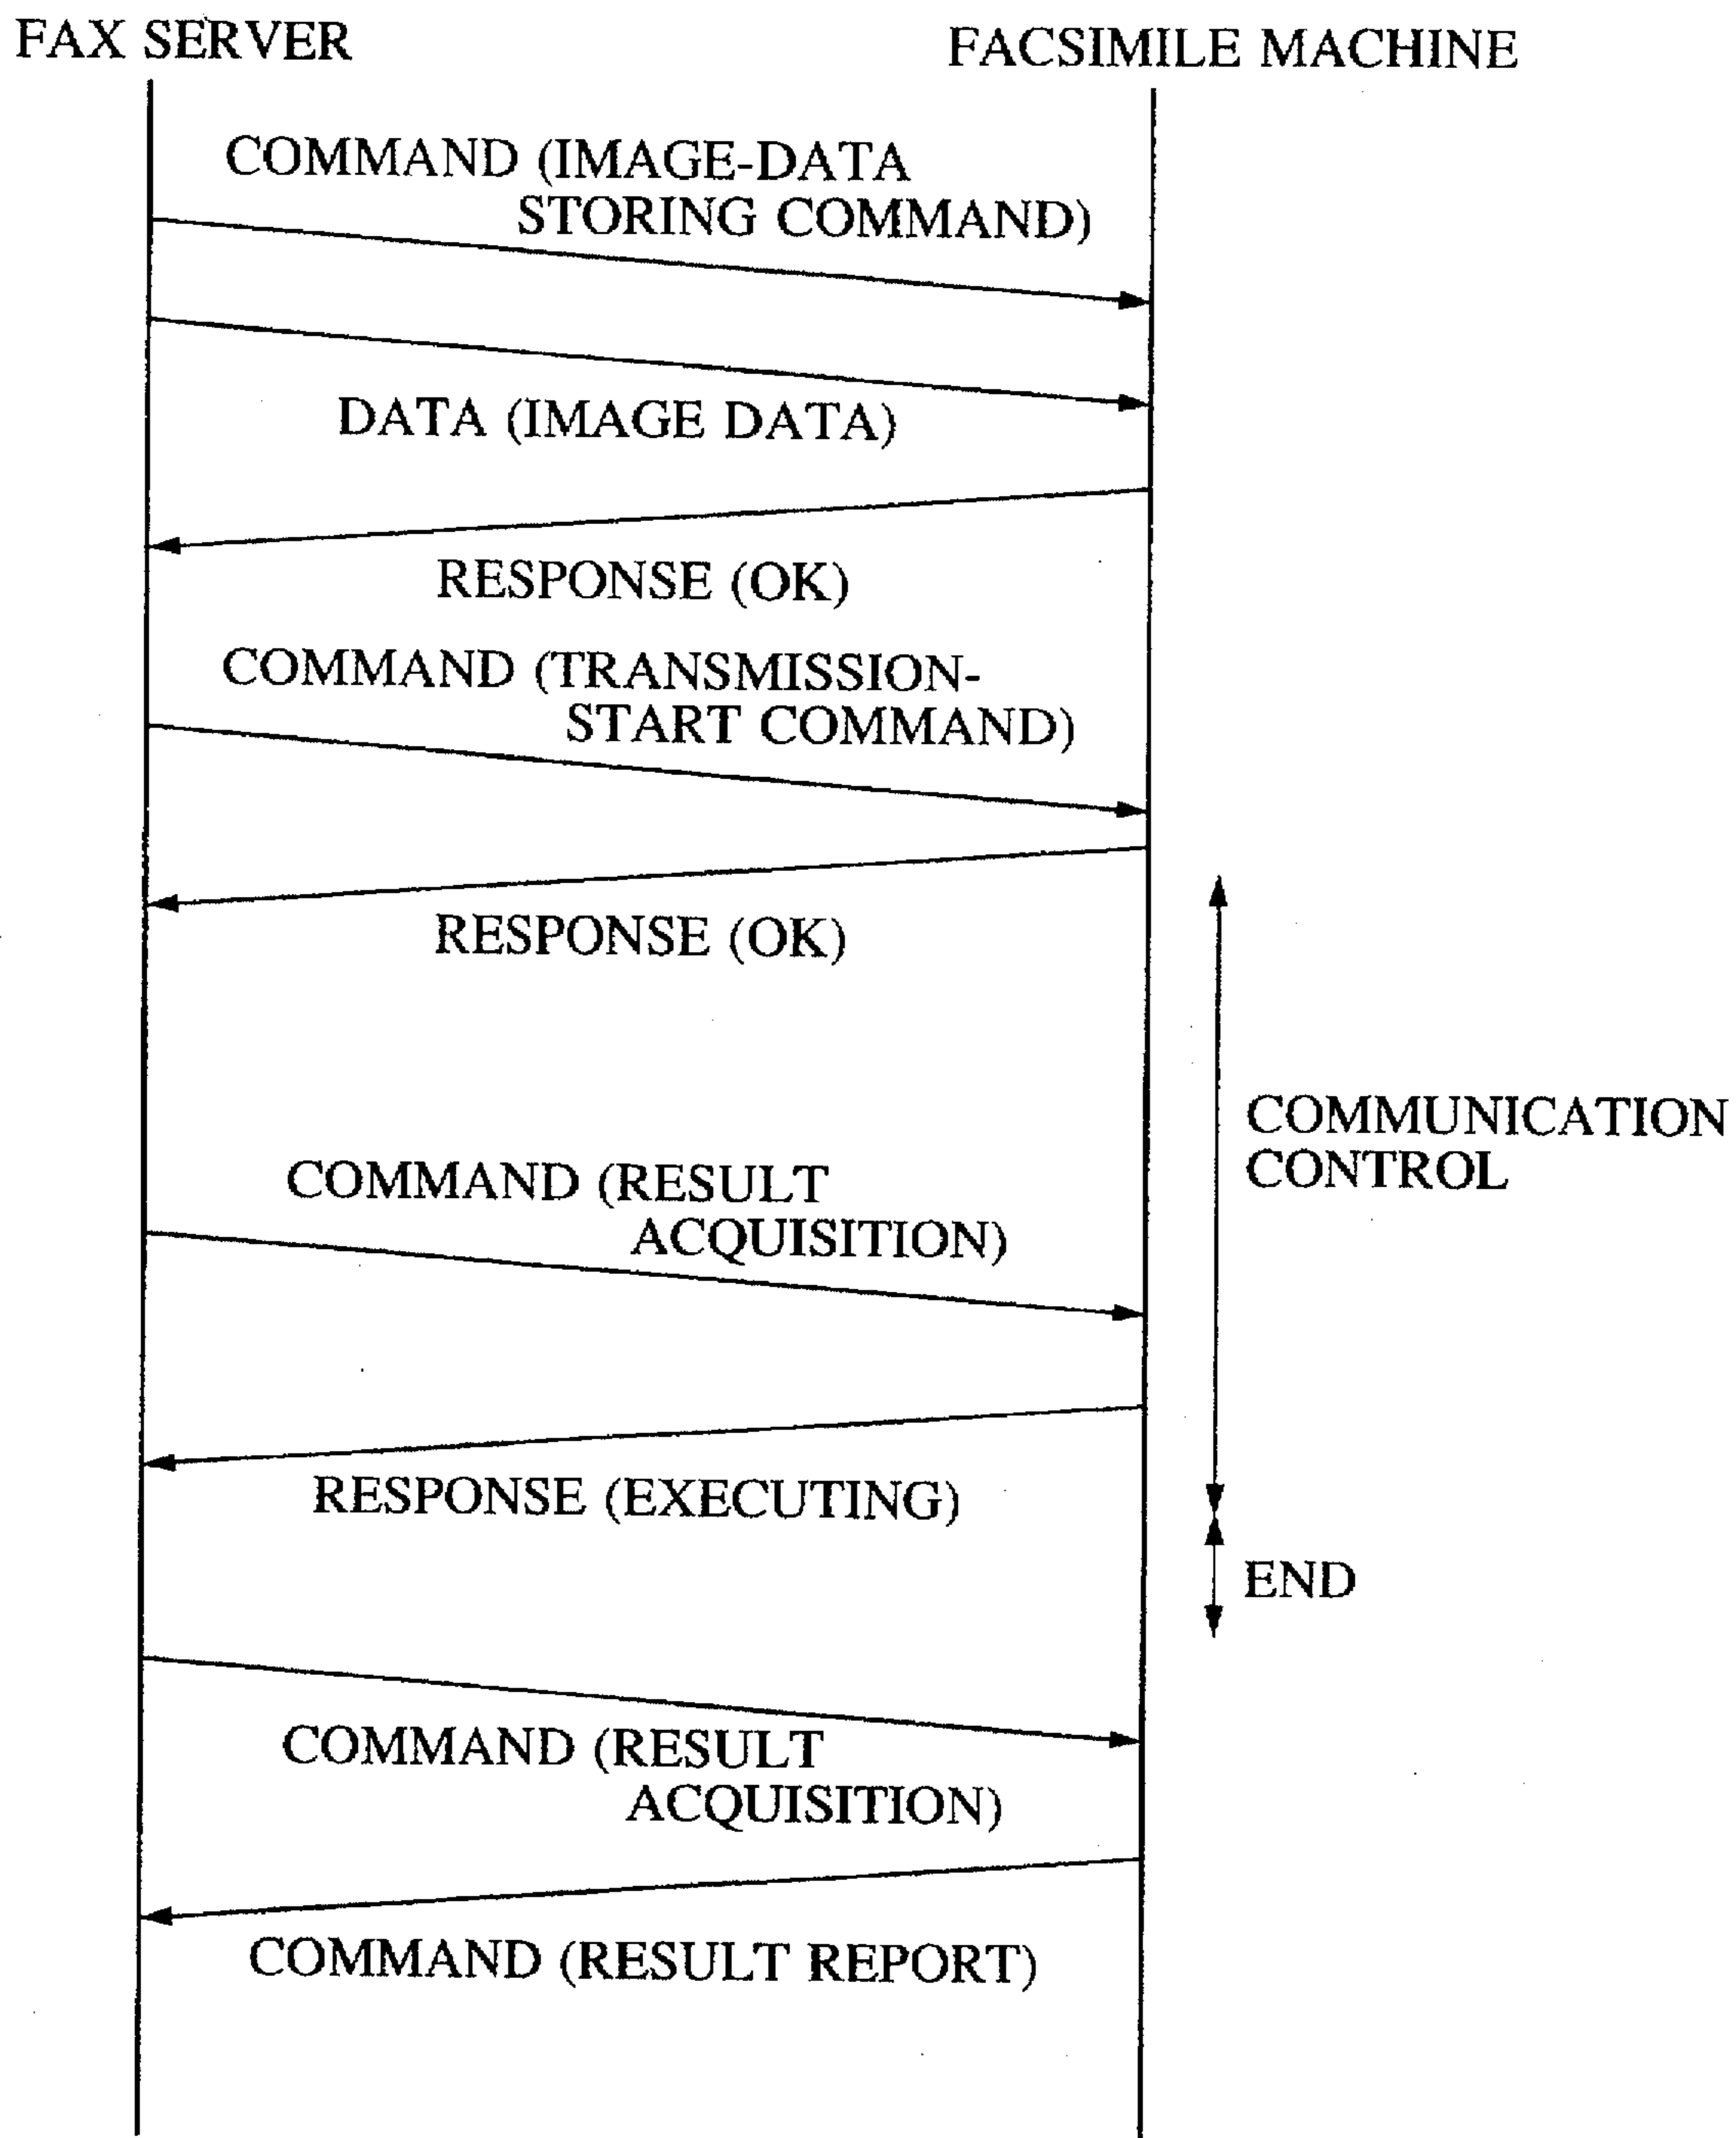 FAX SERVER
FACSIMILE MACHINE
COMMAND (IMAGE-DATA
STORING COMMAND)
DATA (IMAGE DATA)
RESPONSE (OK)
COMMAND (TRANSMISSION-
START COMMAND)
RESPONSE (OK)
COMMUNICATION
CONTROL
COMMAND (RESULT
ACQUISITION)
RESPONSE (EXECUTING)
END
COMMAND (RESULT
ACQUISITION)
COMMAND (RESULT REPORT)